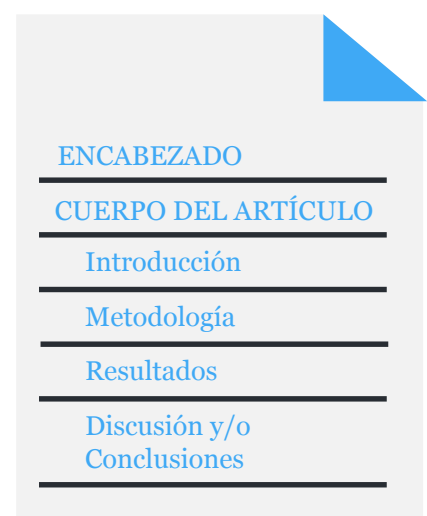 ENCABEZADO
CUERPO DEL ARTÍCULO
Introducción
Metodología
Resultados
Discusión y/o
Conclusiones